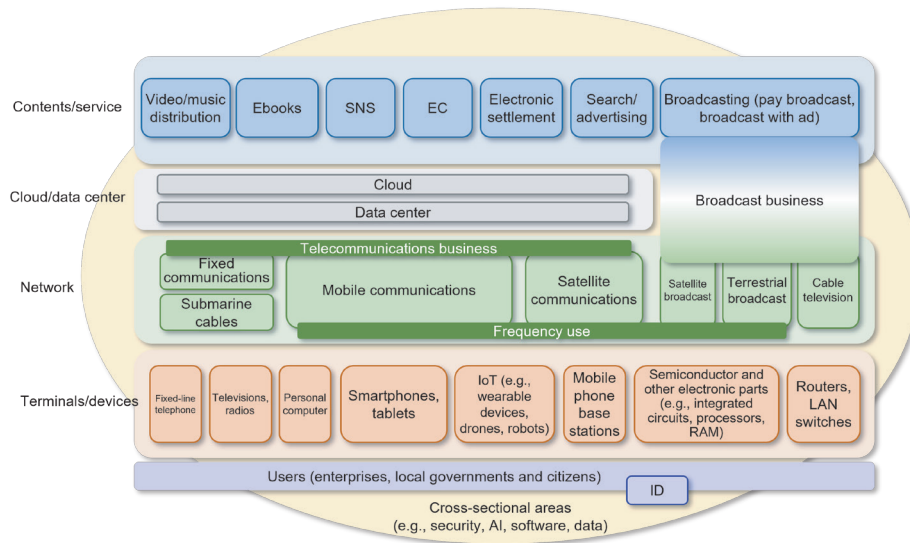 Contents/service
Video/music
distribution
Ebooks
SNS
EC
Electronic
settlement
Search/
advertising
Broadcasting (pay broadcast,
broadcast with ad)
Cloud/data center
Cloud
Data center
Broadcast business
Network
Telecommunications business
Fixed
communications
Submarine
cables
Mobile communications
Satellite
communications
Satellite
broadcast
Terrestrial
broadcast
Cable
television
Frequency use
Terminals/devices
Fixed-line
telephone
Televisions,
radios
Personal
computer
Smartphones,
tablets
IoT (e.g.,
wearable
devices,
drones, robots)
Mobile
phone
base
stations
Semiconductor and
other electronic parts
(e.g., integrated
circuits, processors,
RAM)
Routers,
LAN
switches
Users (enterprises, local governments and citizens)
ID
Cross-sectional areas
(e.g., security, AI, software, data)